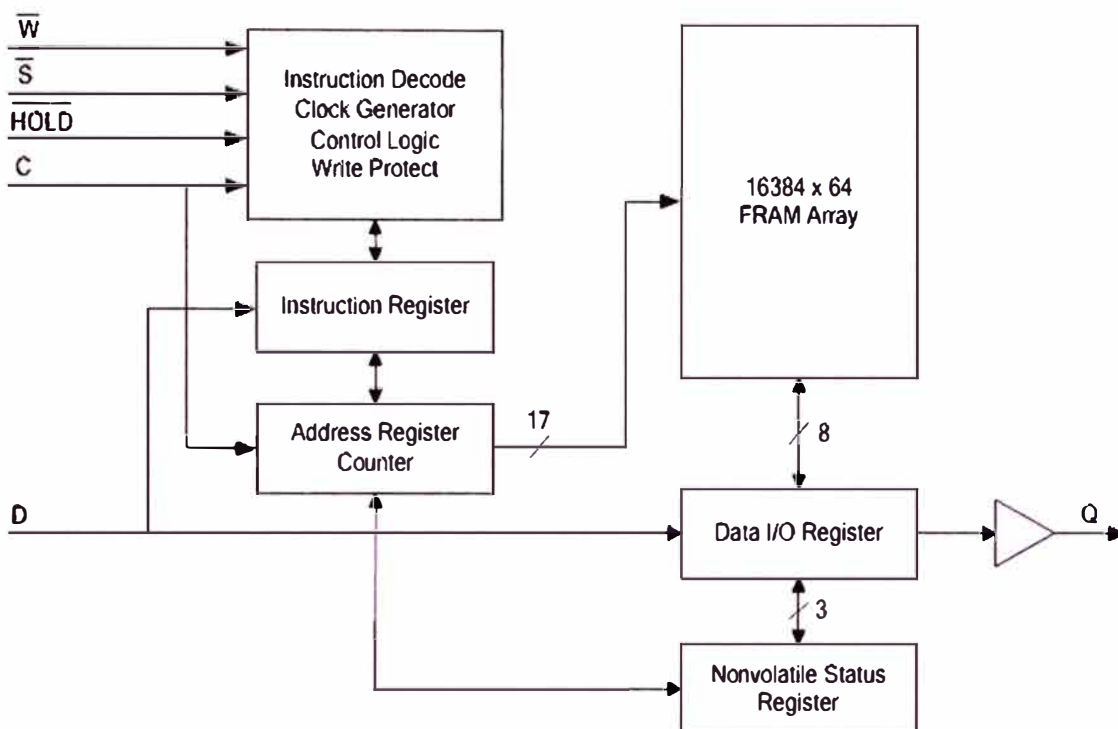 W̅
S̅
H̅O̅L̅D̅
C
Instruction Decode
Clock Generator
Control Logic
Write Protect
16384 x 64
FRAM Array
Instruction Register
Address Register
Counter
17
8
D
Data I/O Register
Q
3
Nonvolatile Status
Register